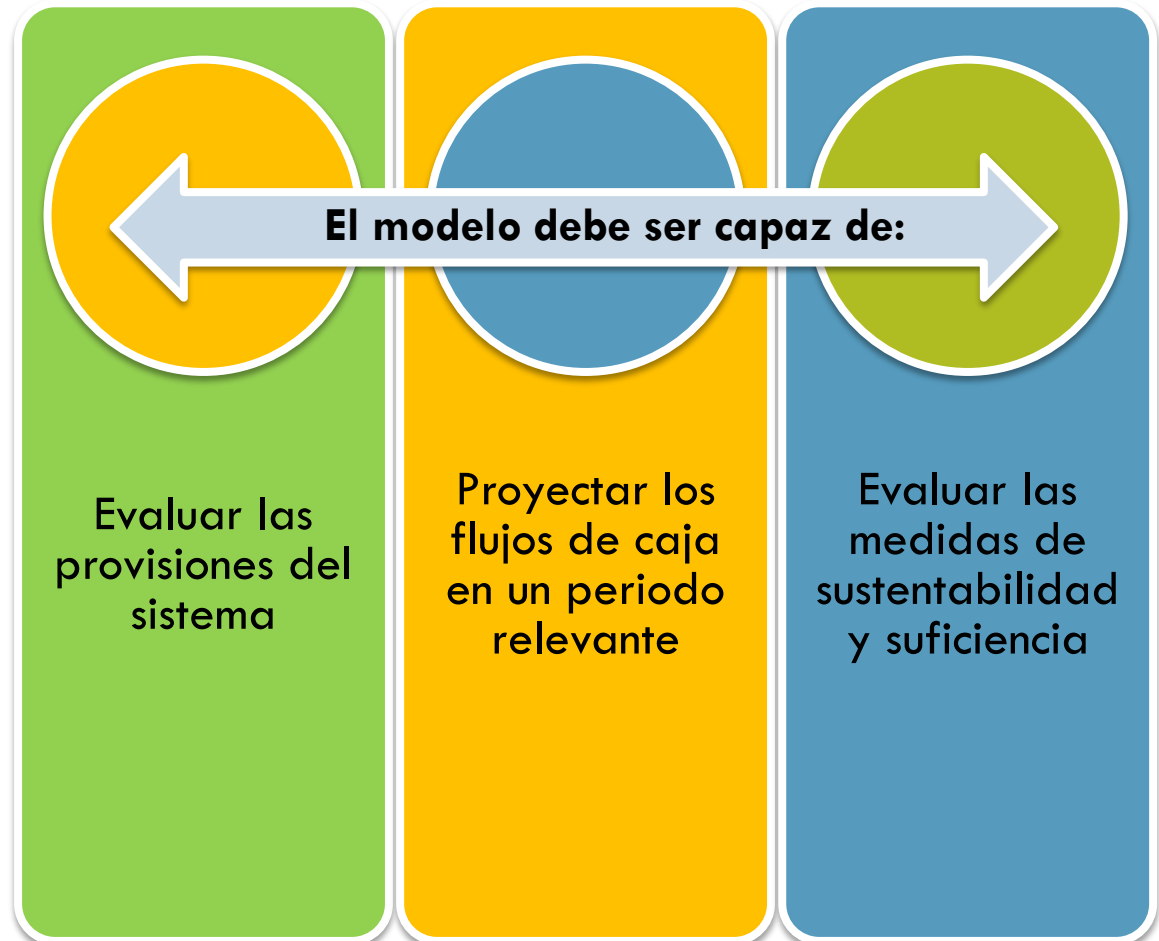 El modelo debe ser capaz de:
Evaluar las
provisiones del
sistema
Proyectar los
flujos de caja
en un periodo
relevante
Evaluar las
medidas de
sustentabilidad
y suficiencia